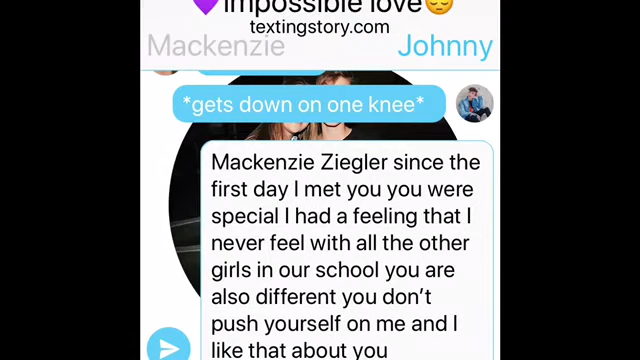 💜impossible love😔
textingstory.com
Mackenzie
Johnny
*gets down on one knee*
Mackenzie Ziegler since the
first day I met you you were
special I had a feeling that I
never feel with all the other
girls in our school you are
also different you don’t
push yourself on me and I
like that about you